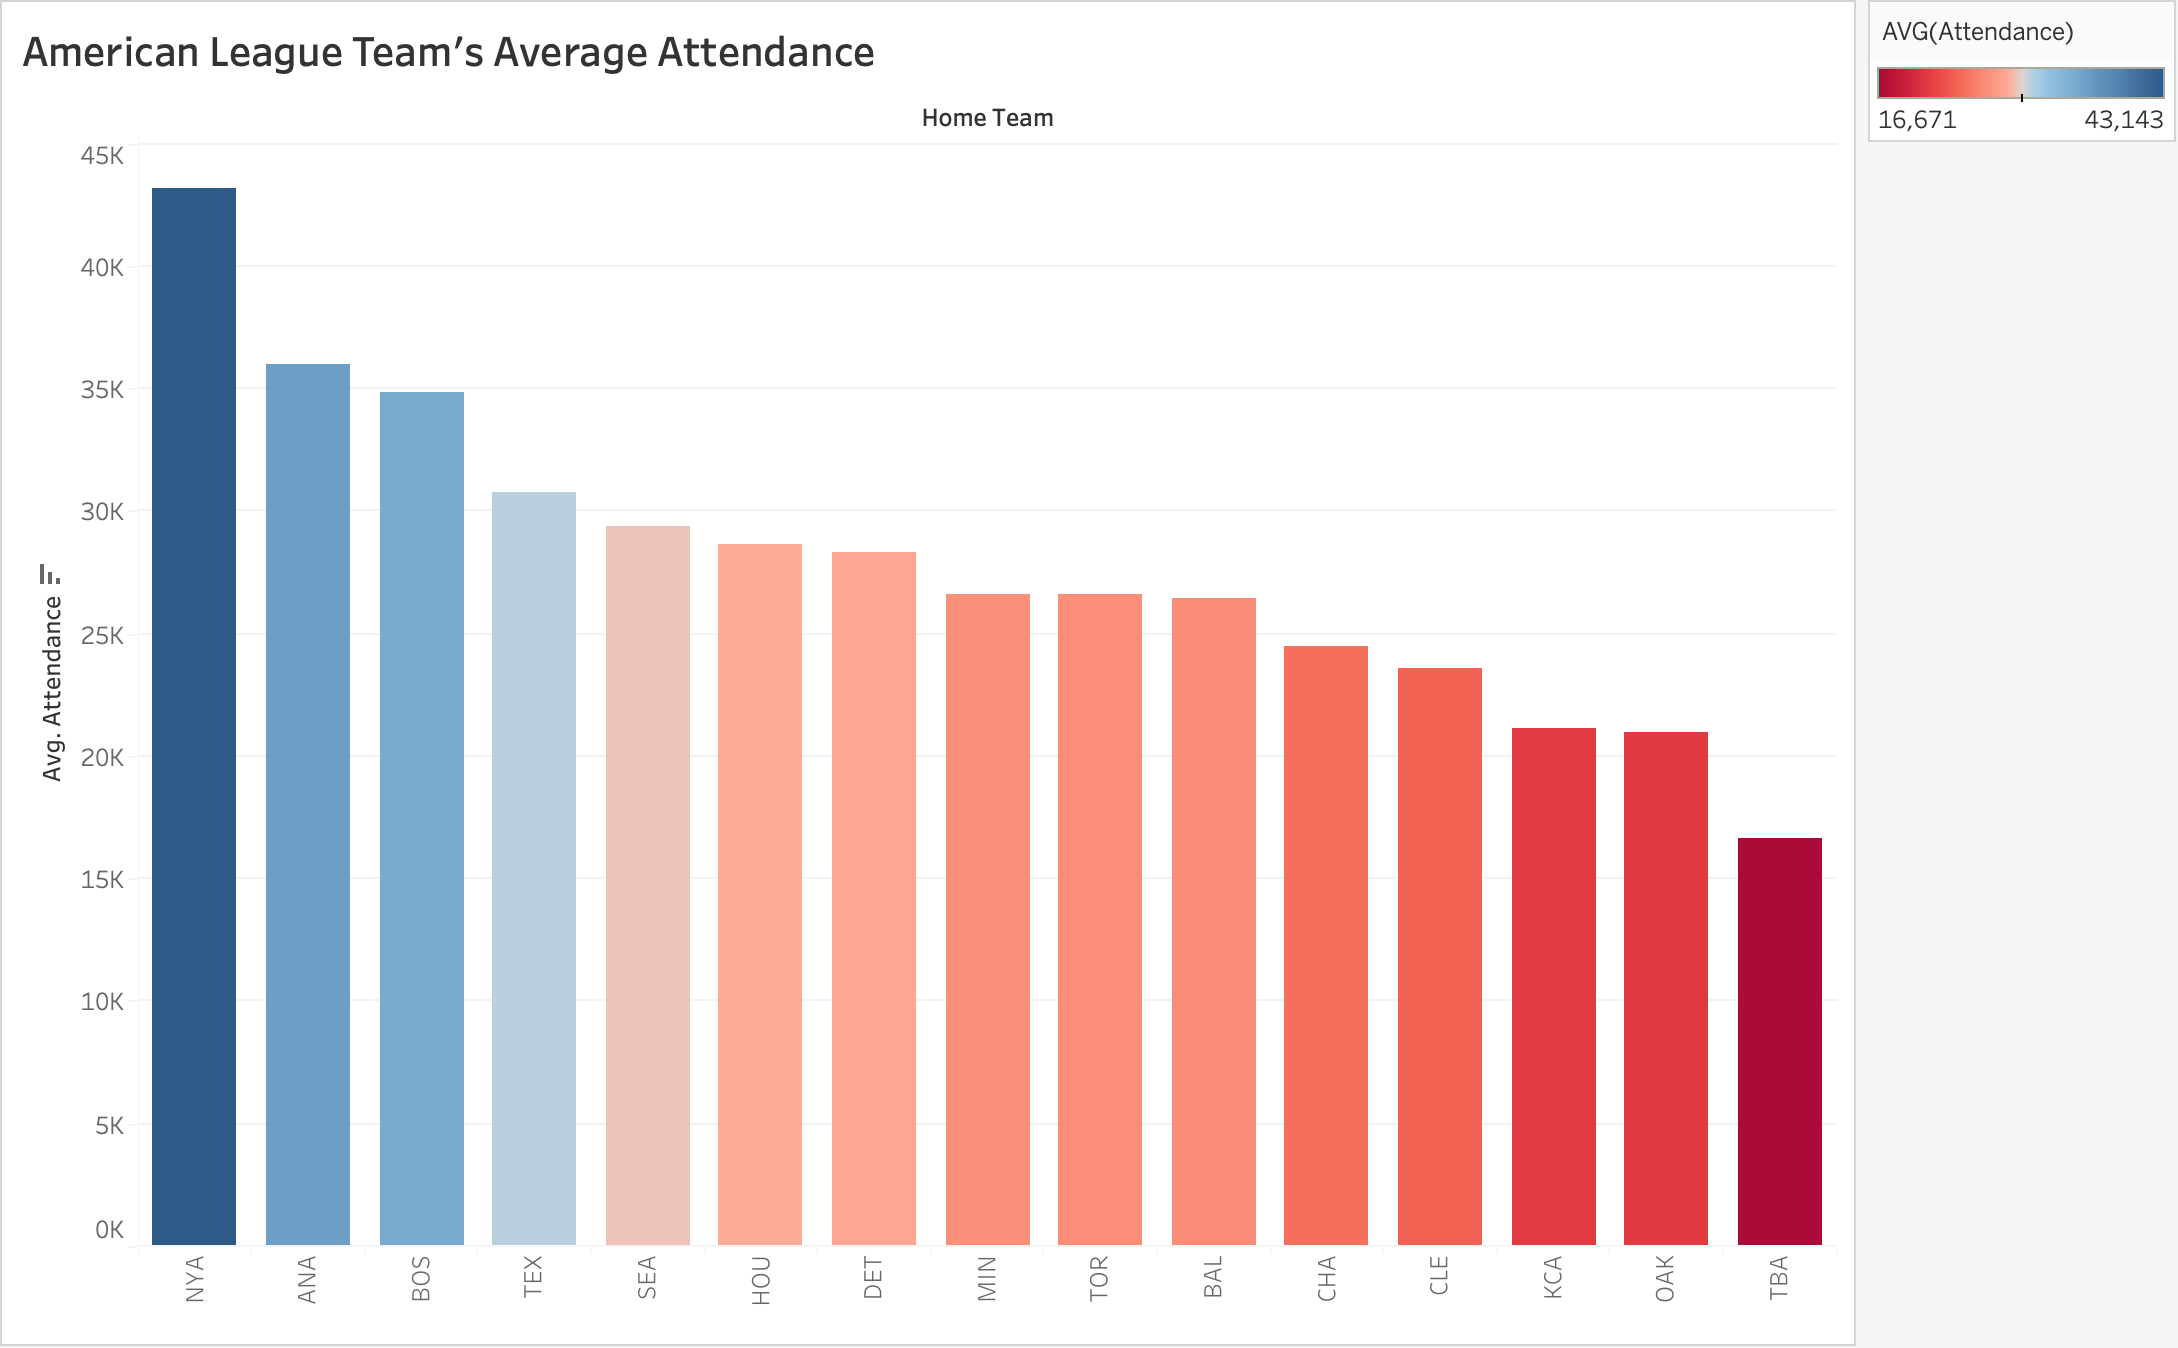 American League Team's Average Attendance
AVG(Attendance)
16,671 43,143
Home Team
Avg. Attendance
45K
40K
35K
30K
25K
20K
15K
10K
5K
0K
NYA ANA BOS TEX SEA HOU DET MIN TOR BAL CHA CLE KCA OAK TBA